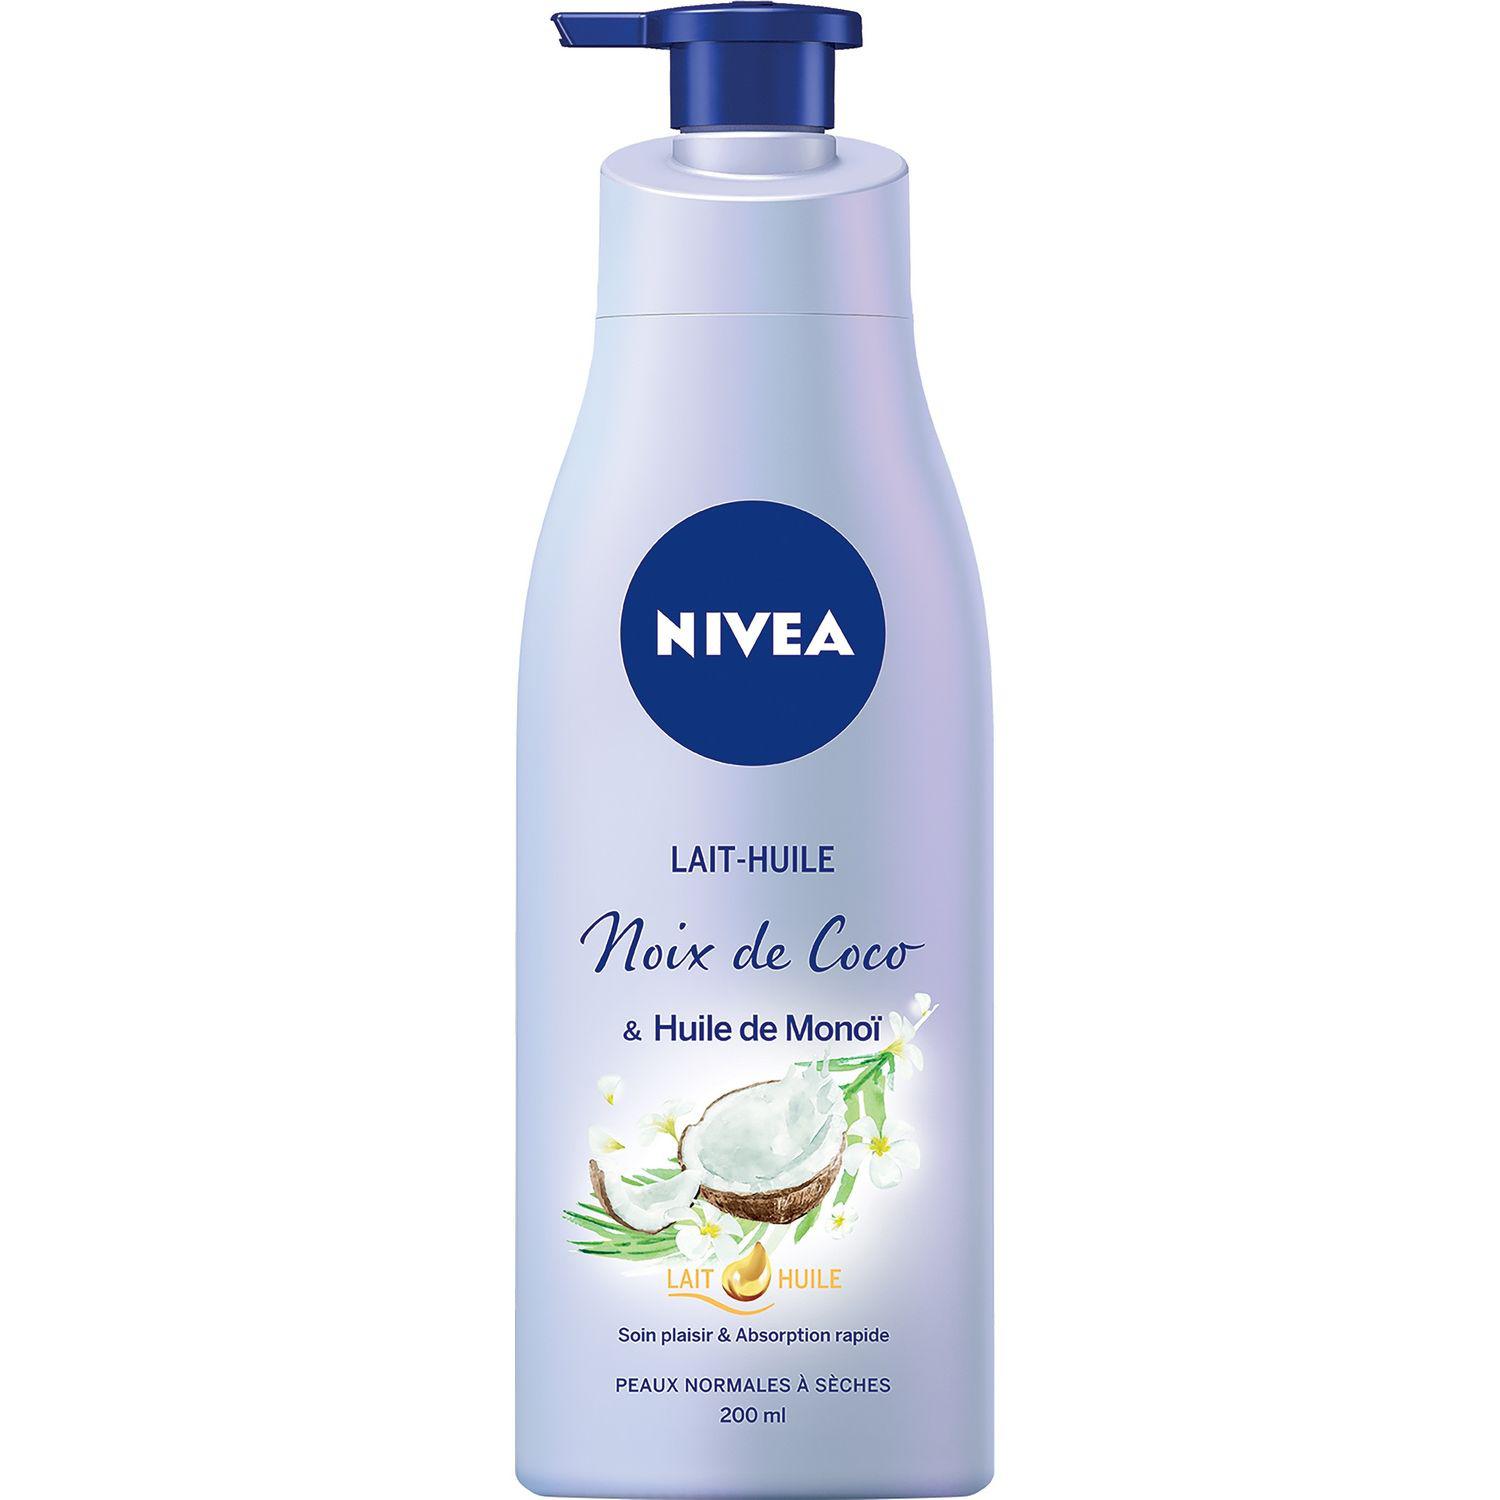 NIVEA
LAIT-HUILE
Noix de Coco
& Huile de Monoï
LAIT HUILE
Soin plaisir & Absorption rapide
PEAUX NORMALES À SÈCHES
200 ml